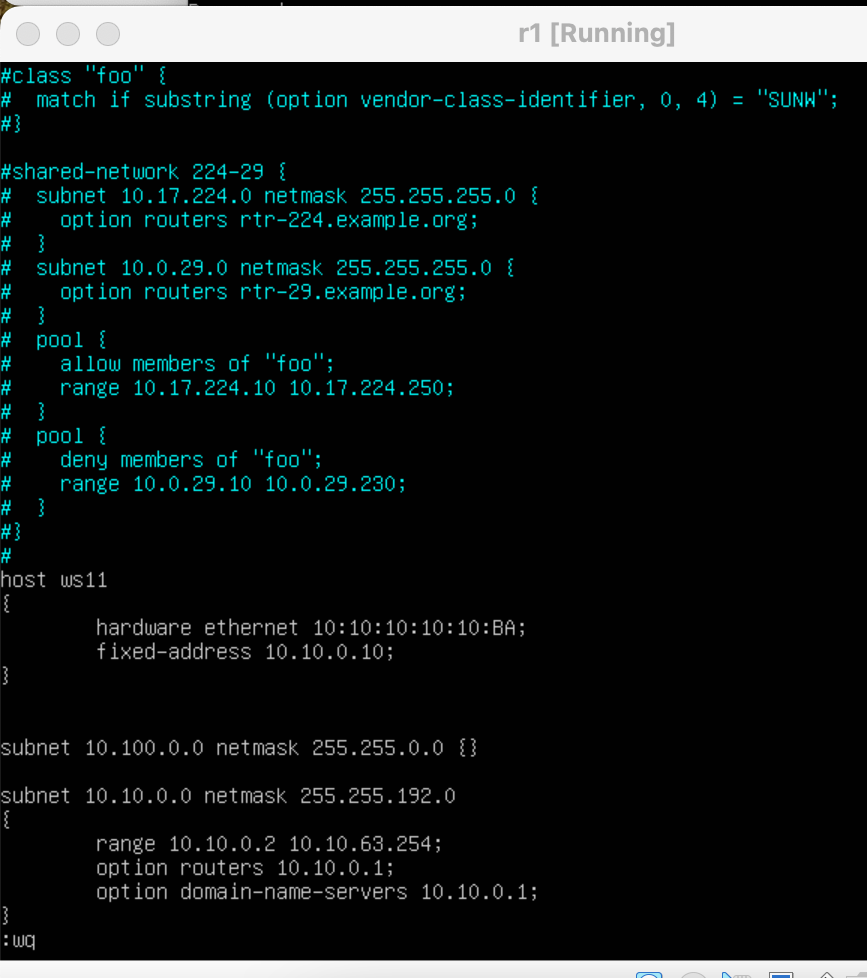 r1 [Running]
#class "foo" {
#  match if substring (option vendor-class-identifier, 0, 4) = "SUNW";
#}
#shared-network 224-29 {
#  subnet 10.17.224.0 netmask 255.255.255.0 {
#    option routers rtr-224.example.org;
#  }
#  subnet 10.0.29.0 netmask 255.255.255.0 {
#    option routers rtr-29.example.org;
#  }
#  pool {
#    allow members of "foo";
#    range 10.17.224.10 10.17.224.250;
#  }
#  pool {
#    deny members of "foo";
#    range 10.0.29.10 10.0.29.230;
#  }
#}
#
host ws11
{
        hardware ethernet 10:10:10:10:10:BA;
        fixed-address 10.10.0.10;
}
subnet 10.100.0.0 netmask 255.255.0.0 {}
subnet 10.10.0.0 netmask 255.255.192.0
{
        range 10.10.0.2 10.10.63.254;
        option routers 10.10.0.1;
        option domain-name-servers 10.10.0.1;
}
:wq